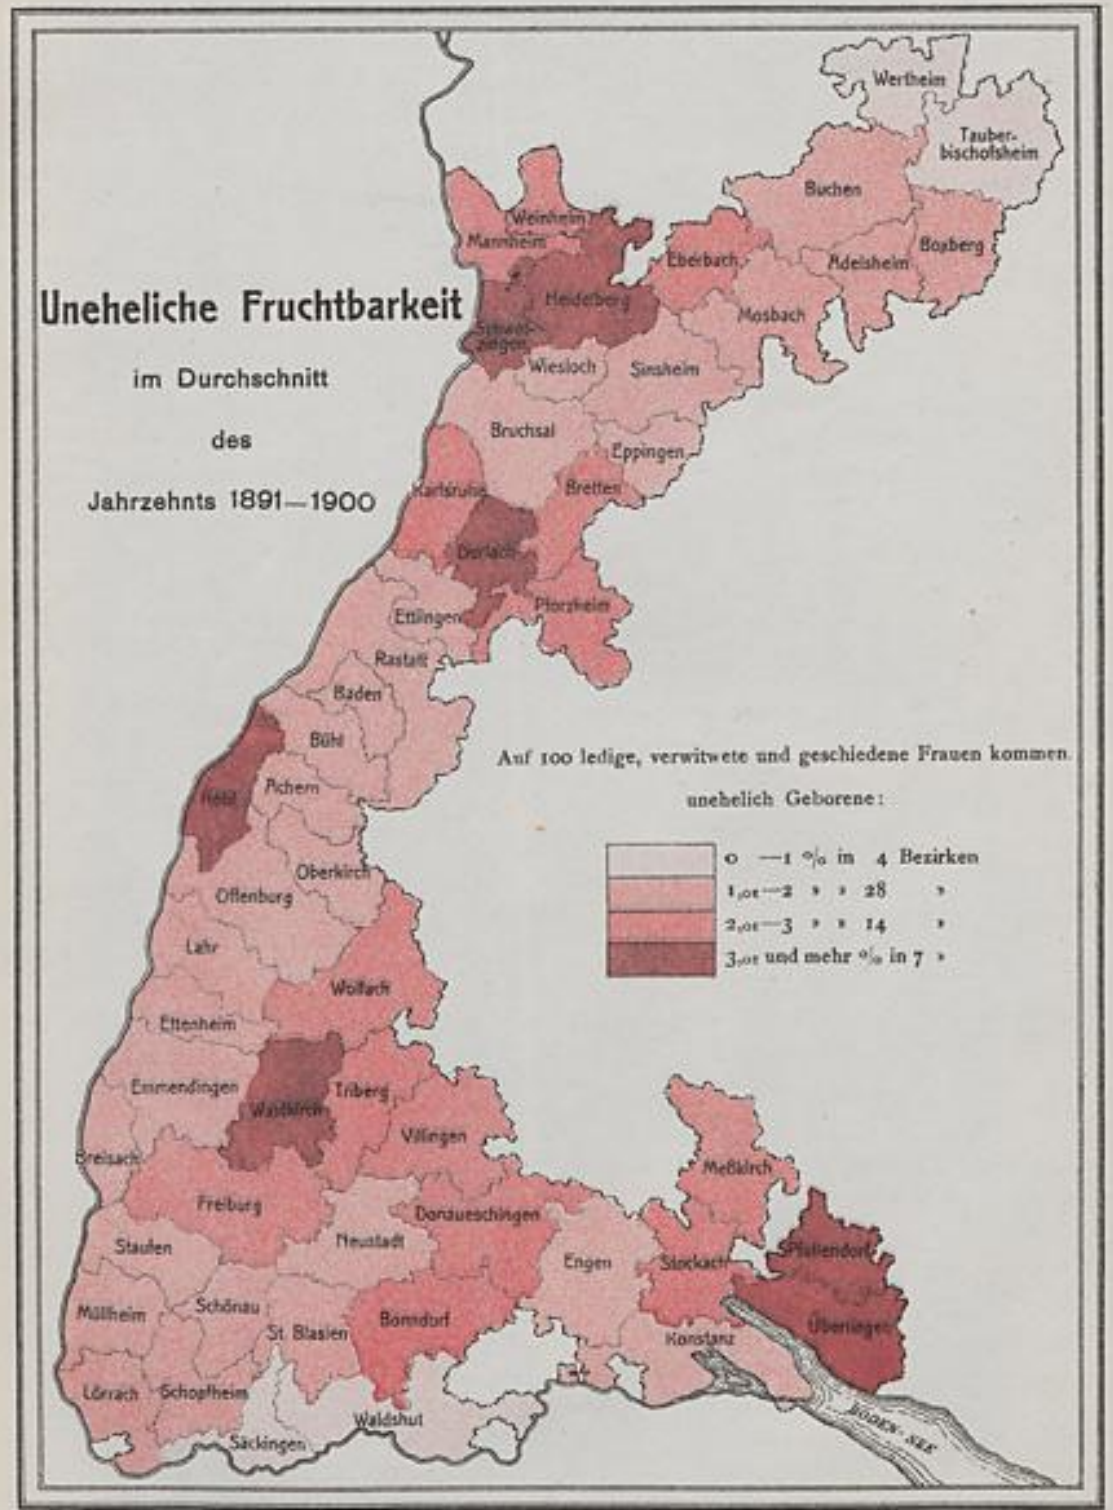 Uneheliche Fruchtbarkeit
im Durchschnitt
des
Jahrzehnts 1891—1900
Wertheim
Tauber-
bischofsheim
Buchen
Boxberg
Adelsheim
Eberbach
Mosbach
Weinheim
Mannheim
Heidelberg
Schwet-
zingen
Wiesloch
Sinsheim
Bruchsal
Eppingen
Karlsruhe
Bretten
Durlach
Ettlingen
Pforzheim
Rastatt
Baden
Bühl
Kehl
Achern
Oberkirch
Offenburg
Lahr
Wolfach
Ettenheim
Emmendingen
Waldkirch
Triberg
Villingen
Breisach
Freiburg
Neustadt
Donaueschingen
Engen
Meßkirch
Stockach
Pfullendorf
Überlingen
Konstanz
Staufen
Müllheim
Schönau
St Blasien
Bonndorf
Lörrach
Schopfheim
Säckingen
Waldshut
BODEN-SEE
Auf 100 ledige, verwitwete und geschiedene Frauen kommen
unehelich Geborene:
0 —1 % in 4 Bezirken
1,01—2 » » 28 »
2,01—3 » » 14 »
3,01 und mehr % in 7 »